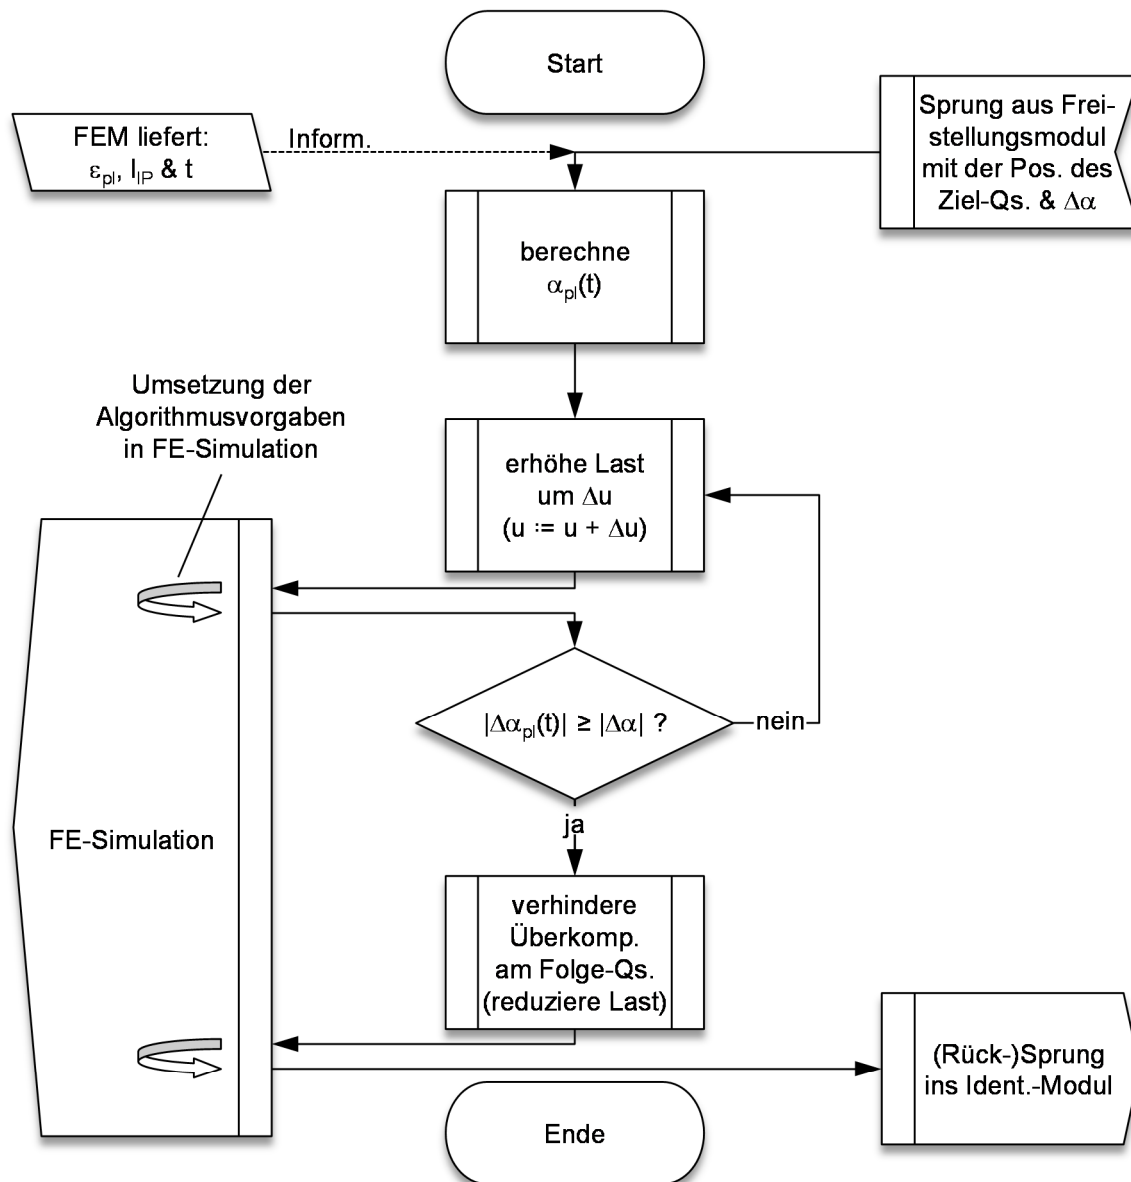 Start
FEM liefert:
εpl, IIP & t
Inform.
Sprung aus Frei-
stellungsmodul
mit der Pos. des
Ziel-Qs. & Δα
berechne
αpl(t)
Umsetzung der
Algorithmusvorgaben
in FE-Simulation
erhöhe Last
um Δu
(u := u + Δu)
|Δαpl(t)| ≥ |Δα| ?
nein
ja
FE-Simulation
verhindere
Überkomp.
am Folge-Qs.
(reduziere Last)
(Rück-)Sprung
ins Ident.-Modul
Ende